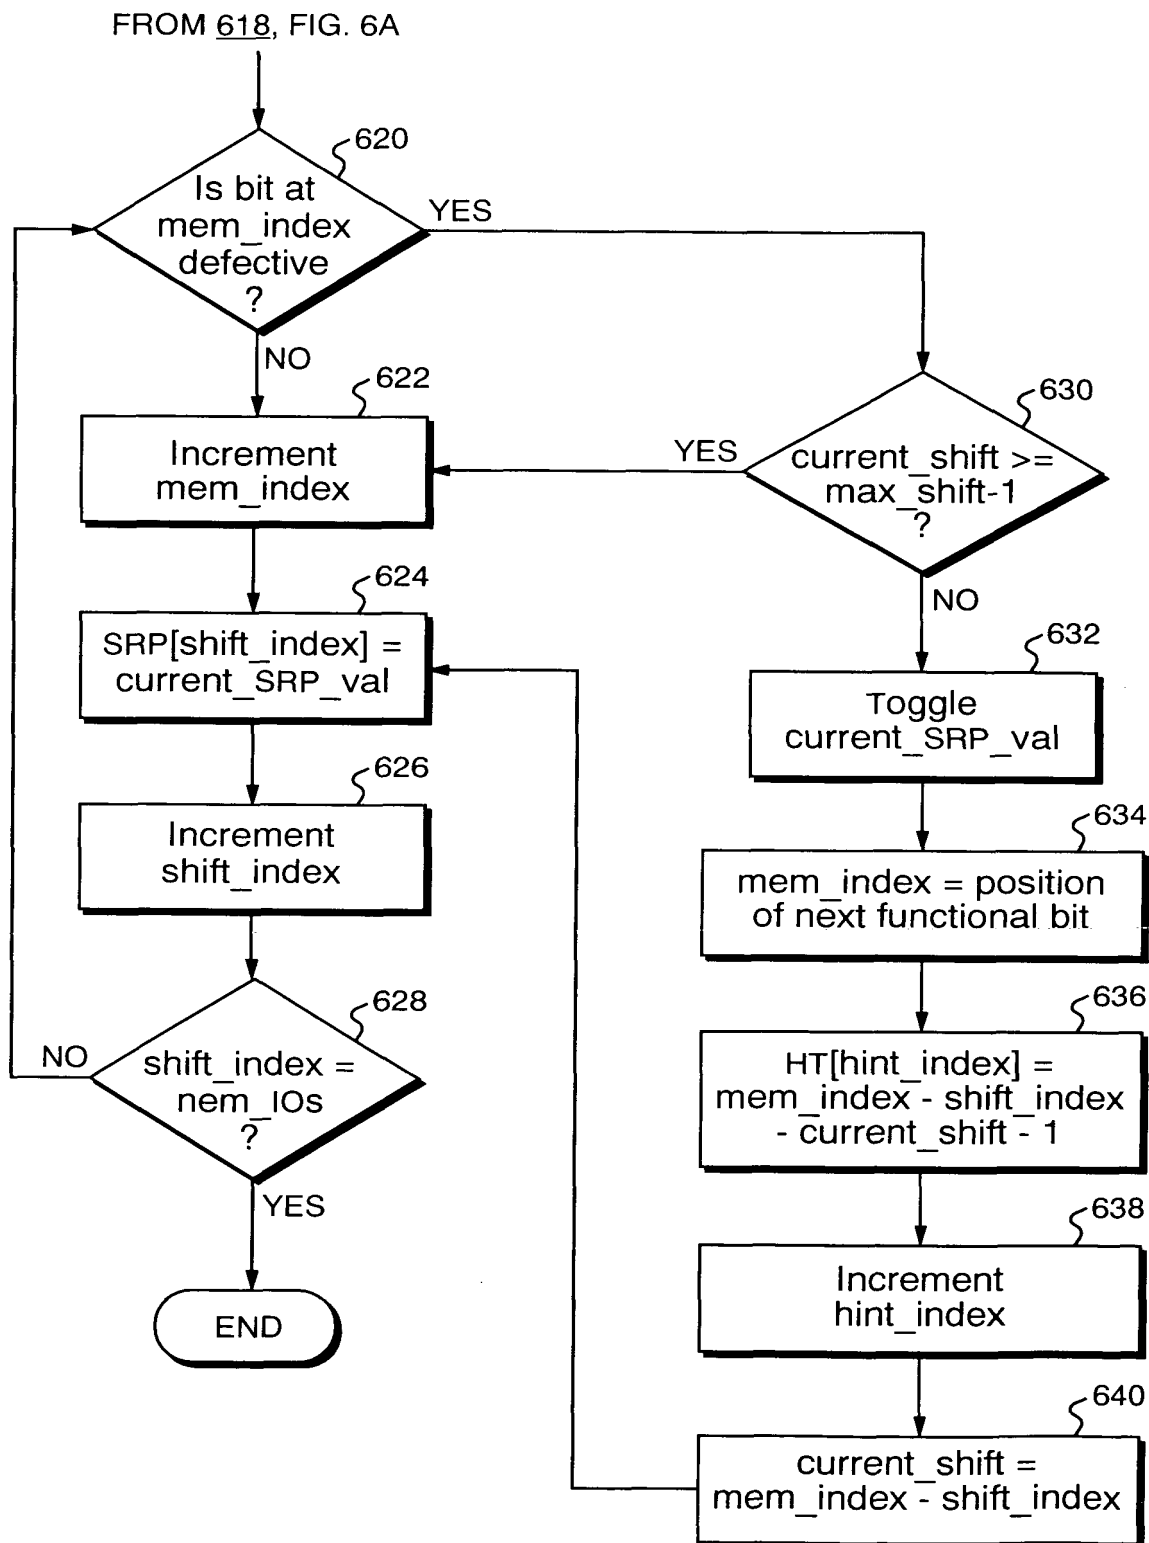 FROM 618, FIG. 6A
620
Is bit at
mem_index
defective
?
YES
NO
622
Increment
mem_index
630
YES
current_shift >=
max_shift-1
?
NO
624
SRP[shift_index] =
current_SRP_val
632
Toggle
current_SRP_val
626
Increment
shift_index
634
mem_index = position
of next functional bit
628
NO
shift_index =
nem_IOs
?
YES
636
HT[hint_index] =
mem_index - shift_index
- current_shift - 1
638
Increment
hint_index
END
640
current_shift =
mem_index - shift_index